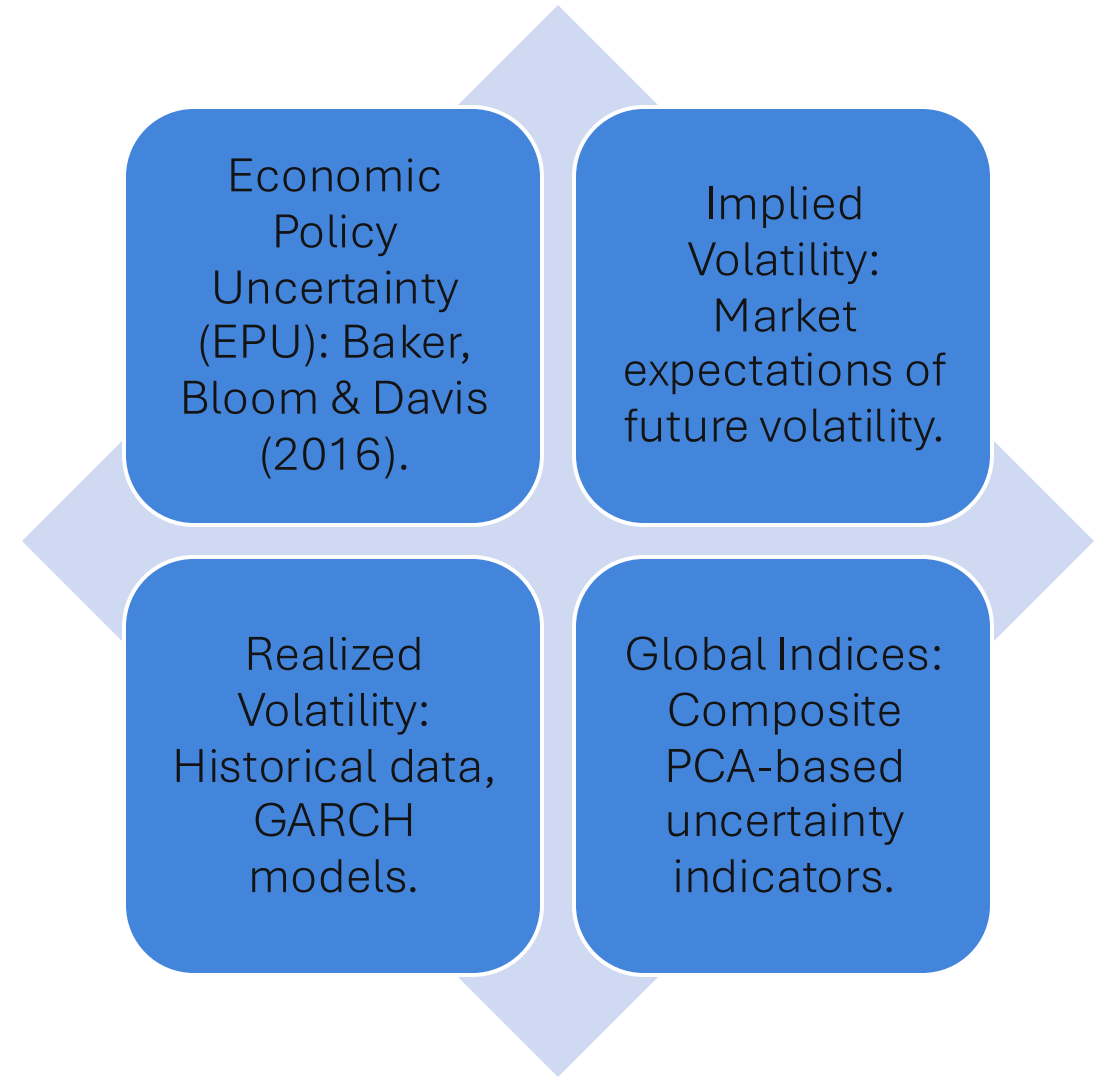 Economic
Policy
Uncertainty
(EPU): Baker,
Bloom & Davis
(2016).
Implied
Volatility:
Market
expectations of
future volatility.
Realized
Volatility:
Historical data,
GARCH
models.
Global Indices:
Composite
PCA-based
uncertainty
indicators.